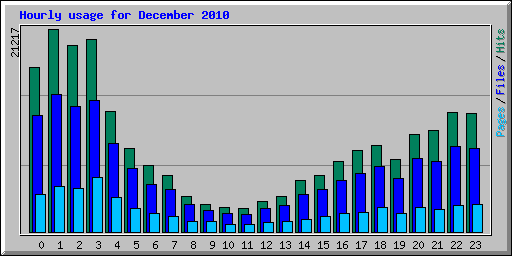 Hourly usage for December 2010
21217
Pages / Files / Hits
0 1 2 3 4 5 6 7 8 9 10 11 12 13 14 15 16 17 18 19 20 21 22 23